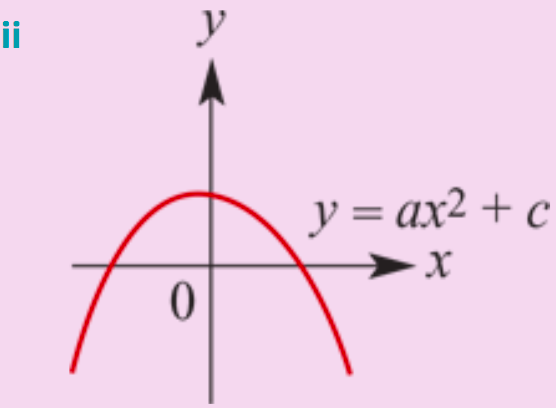 ii
y
y = ax² + c
x
0